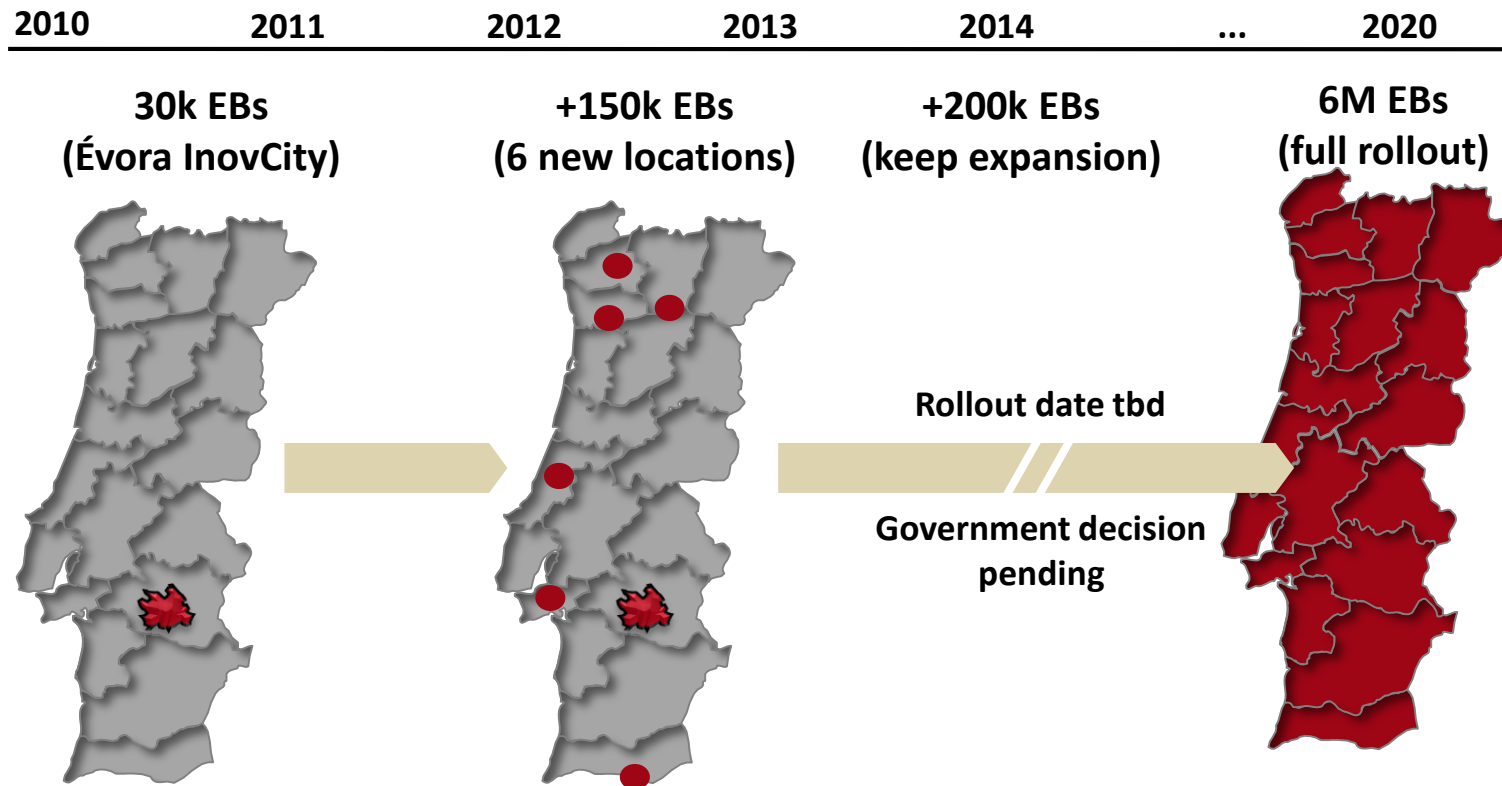 2010 2011 2012 2013 2014 ... 2020
30k EBs
(Évora InovCity)
+150k EBs
(6 new locations)
+200k EBs
(keep expansion)
6M EBs
(full rollout)
Rollout date tbd
Government decision
pending